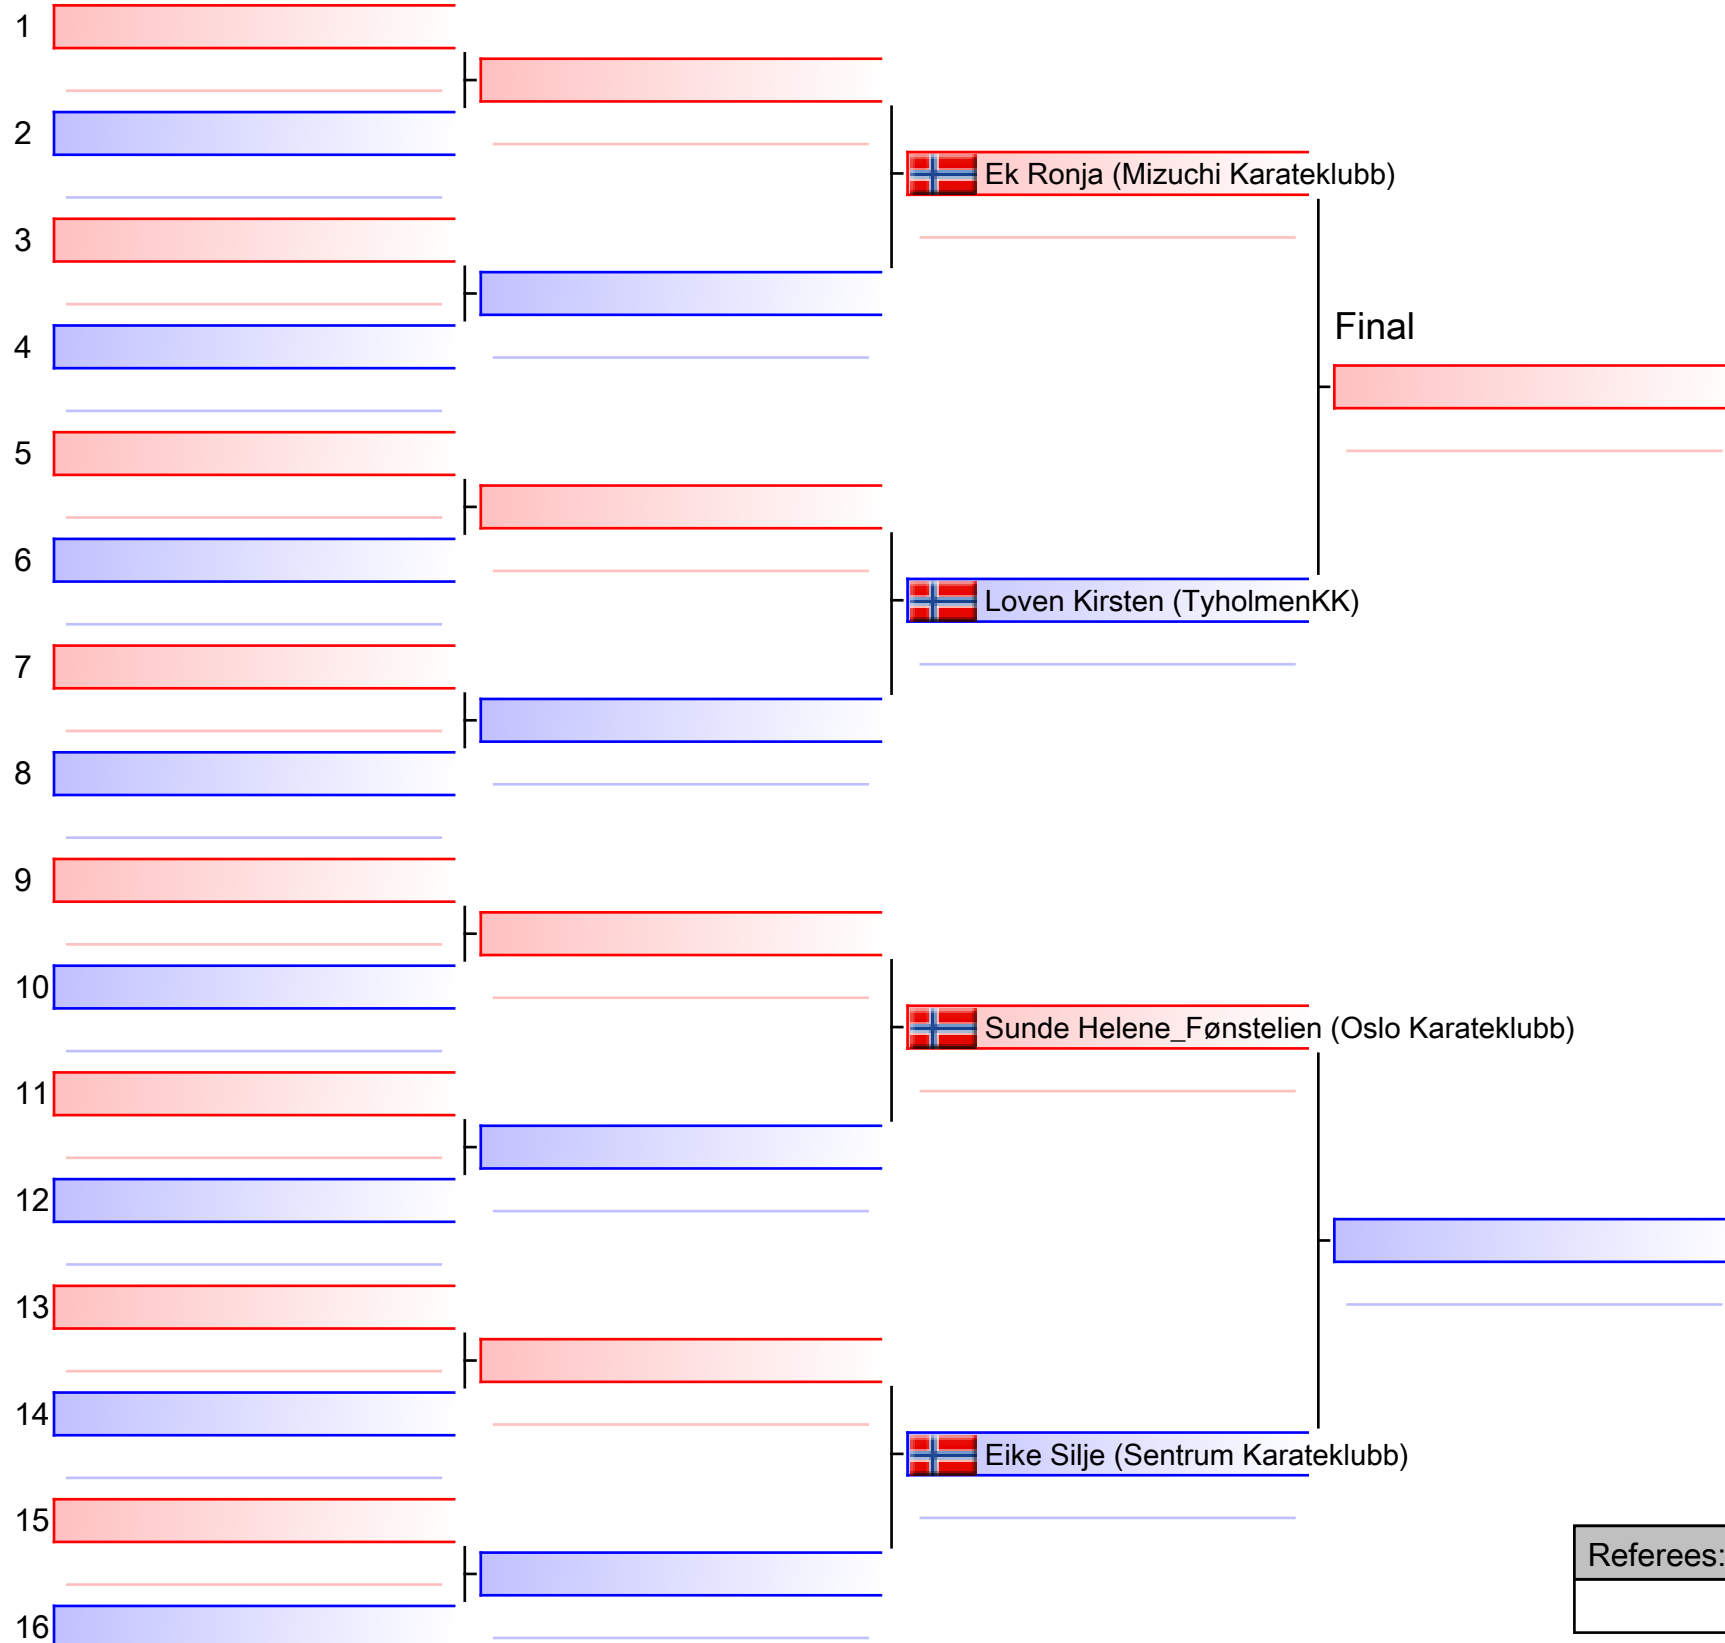 1
2
Ek Ronja (Mizuchi Karateklubb)
3
Final
4
5
6
Loven Kirsten (TyholmenKK)
7
8
9
10
Sunde Helene_Fønstelien (Oslo Karateklubb)
11
12
13
14
Eike Silje (Sentrum Karateklubb)
15
Referees:
16